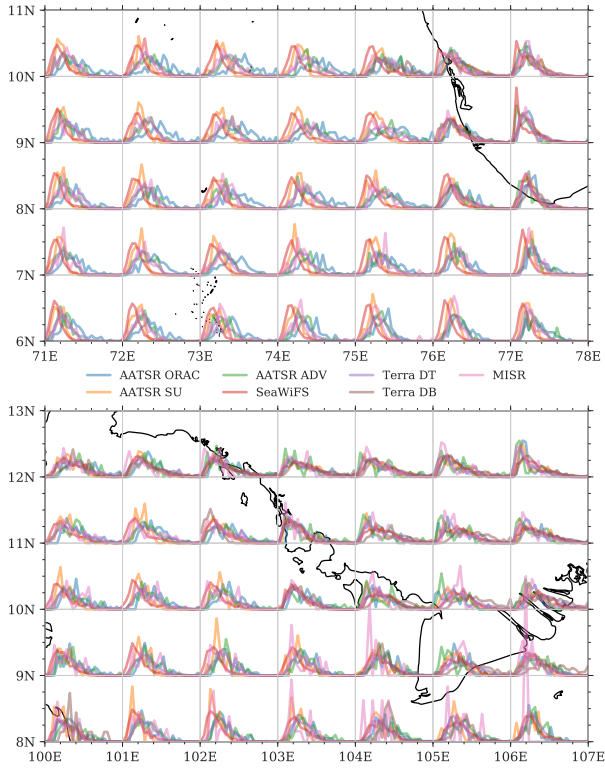 11N
10N
9N
8N
7N
6N
71E 72E 73E 74E 75E 76E 77E 78E
AATSR ORAC AATSR ADV Terra DT MISR
AATSR SU SeaWiFS Terra DB
13N
12N
11N
10N
9N
8N
100E 101E 102E 103E 104E 105E 106E 107E